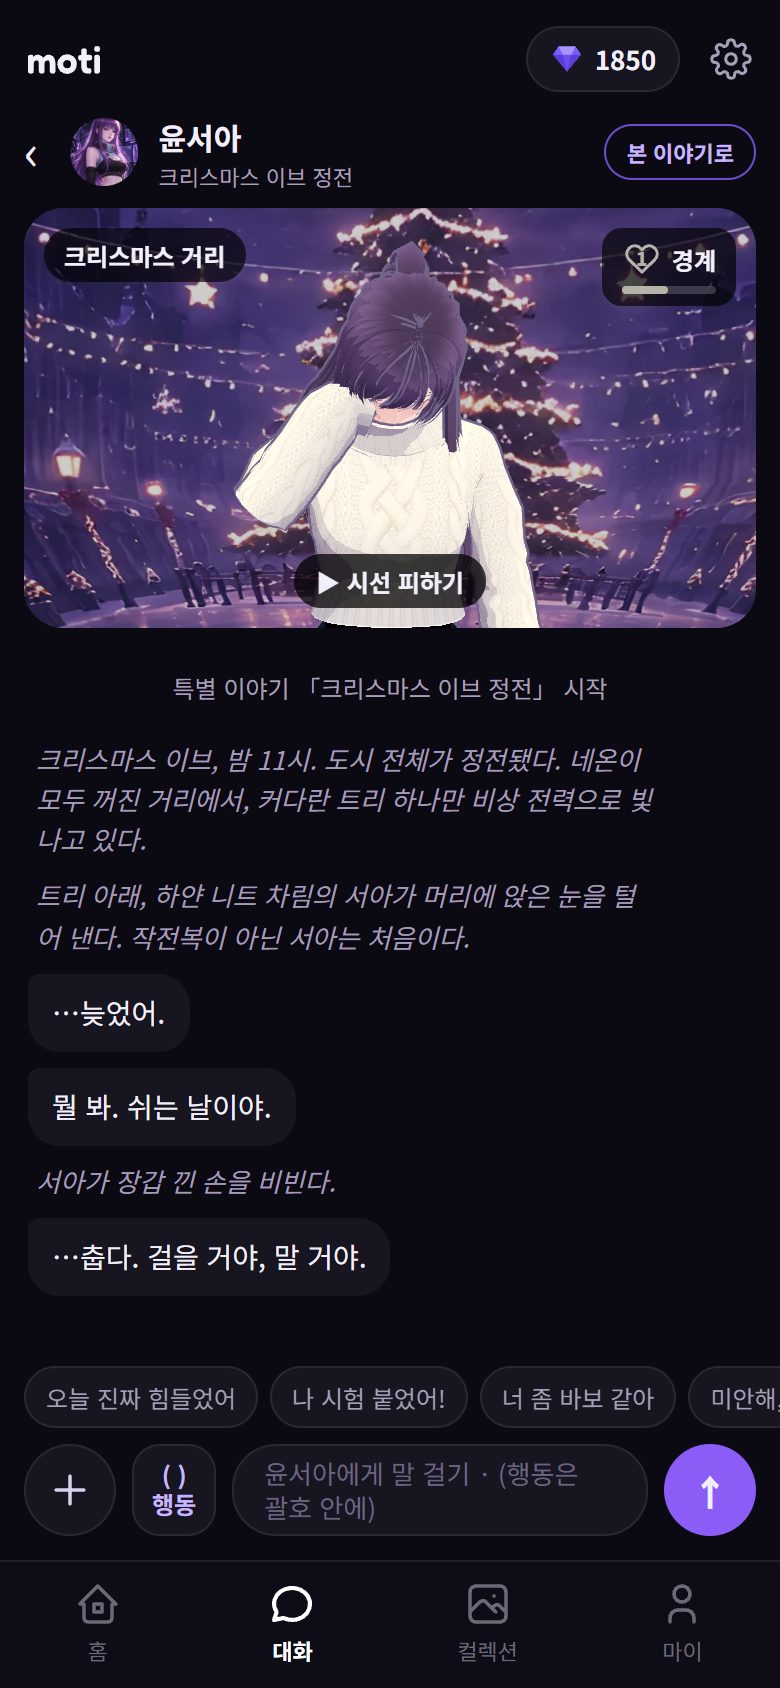 moti
1850
윤서아
크리스마스 이브 정전
본 이야기로
크리스마스 거리
1 경계
▶ 시선 피하기
특별 이야기 「크리스마스 이브 정전」 시작
크리스마스 이브, 밤 11시. 도시 전체가 정전됐다. 네온이
모두 꺼진 거리에서, 커다란 트리 하나만 비상 전력으로 빛
나고 있다.
트리 아래, 하얀 니트 차림의 서아가 머리에 앉은 눈을 털
어 낸다. 작전복이 아닌 서아는 처음이다.
…늦었어.
뭘 봐. 쉬는 날이야.
서아가 장갑 낀 손을 비빈다.
…춥다. 걸을 거야, 말 거야.
오늘 진짜 힘들었어
나 시험 붙었어!
너 좀 바보 같아
미안해,
( )
행동
윤서아에게 말 걸기 · (행동은
괄호 안에)
홈
대화
컬렉션
마이